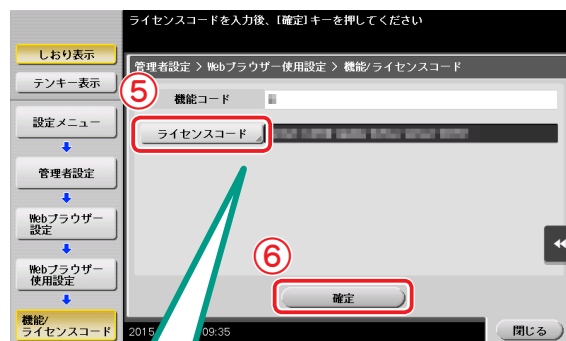 ライセンスコードを入力後、[確定]キーを押してください
しおり表示
テンキー表示
管理者設定 > Webブラウザー使用設定 > 機能/ライセンスコード
⑤
機能コード
設定メニュー
ライセンスコード
管理者設定
Webブラウザー
設定
Webブラウザー
使用設定
⑥
確定
機能/
ライセンスコード
2015
09:35
閉じる